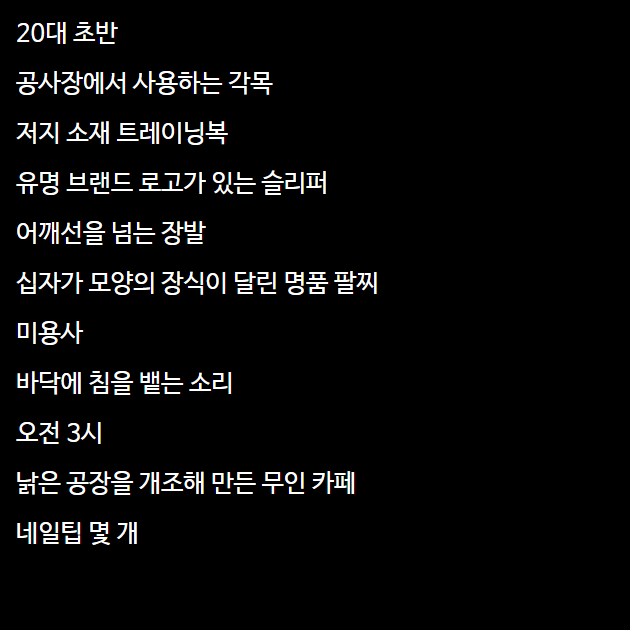 20대 초반
공사장에서 사용하는 각목
저지 소재 트레이닝복
유명 브랜드 로고가 있는 슬리퍼
어깨선을 넘는 장발
십자가 모양의 장식이 달린 명품 팔찌
미용사
바닥에 침을 뱉는 소리
오전 3시
낡은 공장을 개조해 만든 무인 카페
네일팁 몇 개